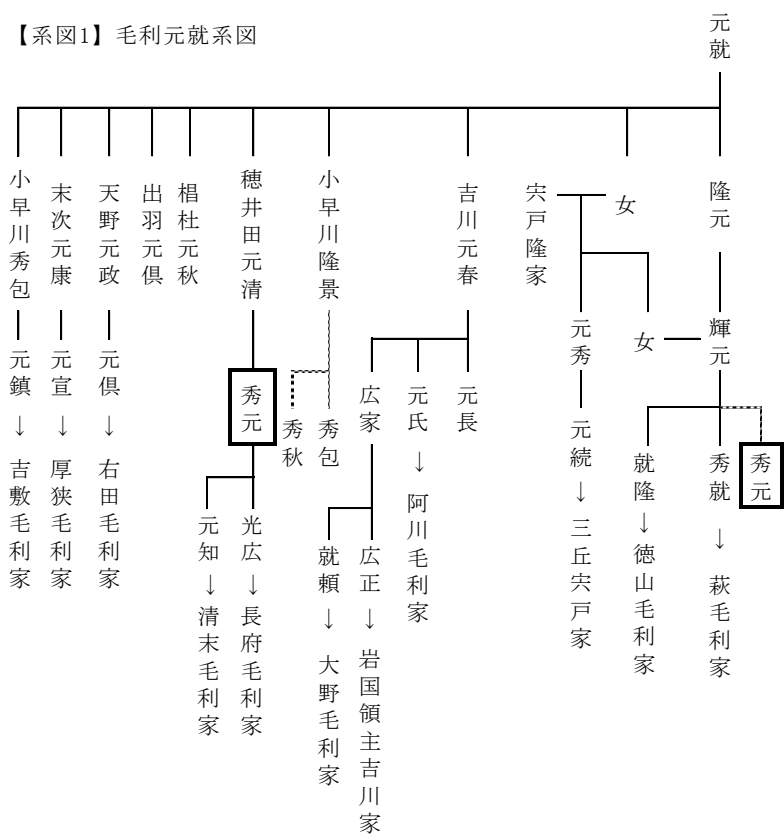 【系図1】毛利元就系図
元就
隆元
女
宍戸隆家
吉川元春
小早川隆景
穂井田元清
椙杜元秋
出羽元倶
天野元政
末次元康
小早川秀包
輝元
女
元秀
元長
元氏
広家
秀包
秀秋
秀元
元倶
元宣
元鎮
秀元
秀就
就隆
元続
↓
萩毛利家
↓
徳山毛利家
↓
三丘宍戸家
↓
阿川毛利家
広正
就頼
↓
岩国領主吉川家
↓
大野毛利家
光広
元知
↓
長府毛利家
↓
清末毛利家
↓
右田毛利家
↓
厚狭毛利家
↓
吉敷毛利家